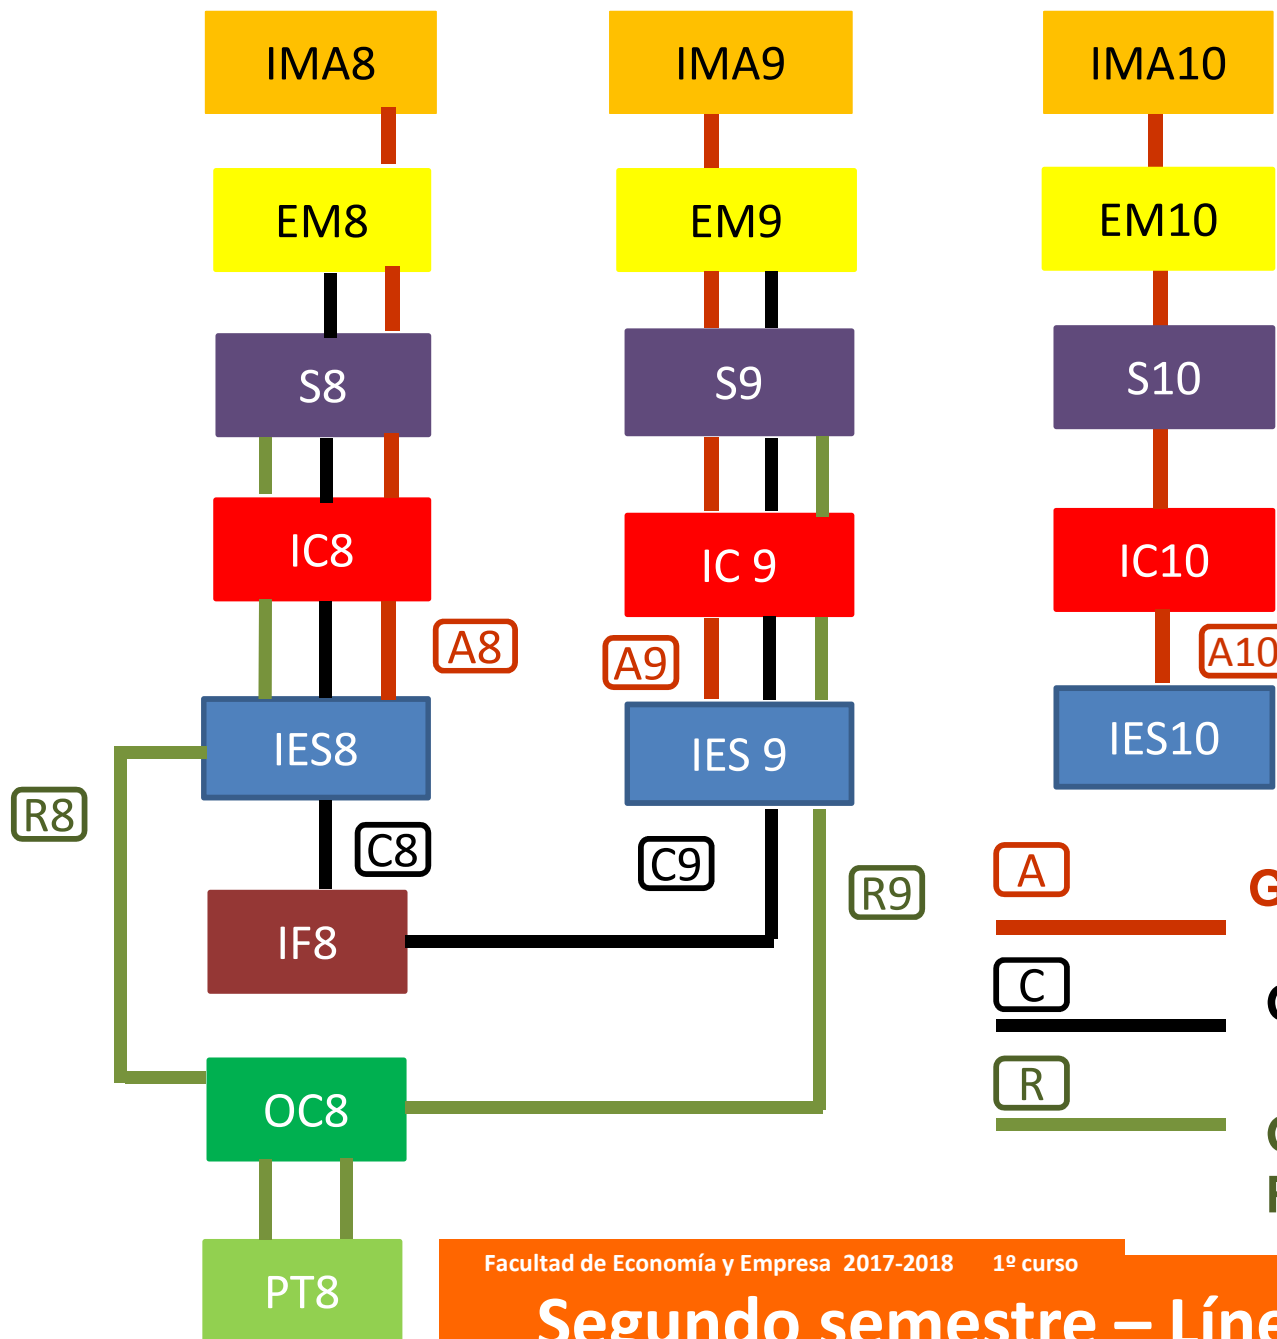 IMA8
IMA9
IMA10
EM8
EM9
EM10
S8
S9
S10
IC8
IC 9
IC10
A8
A9
A10
IES8
IES 9
IES10
R8
C8
C9
R9
A
G
C
R
IF8
OC8
PT8
Facultad de Economía y Empresa 2017-2018 1º curso
Segundo semestre – Líne